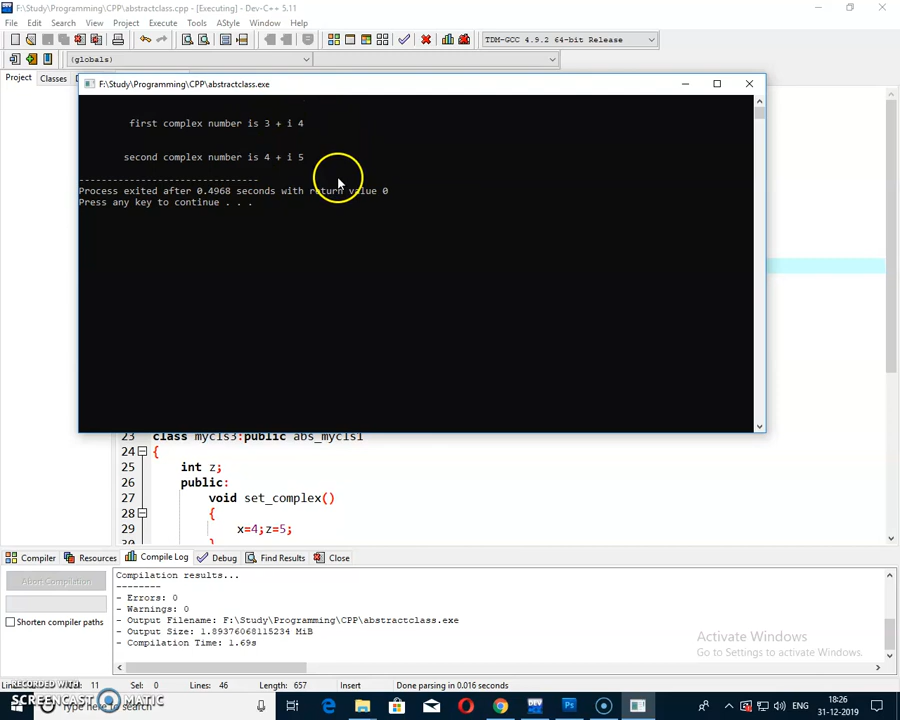 F:\Study\Programming\CPP\abstractclass.cpp - [Executing] - Dev-C++ 5.11
File Edit Search View Project Execute Tools AStyle Window Help
TDM-GCC 4.9.2 64-bit Release
(globals)
Project Classes
F:\Study\Programming\CPP\abstractclass.exe
first complex number is 3 + i 4
second complex number is 4 + i 5
--------------------------------
Process exited after 0.4968 seconds with return value 0
Press any key to continue . . .
23 class mycls3:public abs_mycls1
24 {
25 int z;
26 public:
27 void set_complex()
28 {
29 x=4;z=5;
Compiler Resources Compile Log Debug Find Results Close
Abort Compilation
Shorten compiler paths
Compilation results...
--------
- Errors: 0
- Warnings: 0
- Output Filename: F:\Study\Programming\CPP\abstractclass.exe
- Output Size: 1.89376068115234 MiB
- Compilation Time: 1.69s
Activate Windows
Go to Settings to activate Windows.
Sel: 0 Lines: 46 Length: 657 Insert Done parsing in 0.016 seconds
RECORDED WITH
SCREENCAST MATIC
ENG
18:26
31-12-2019